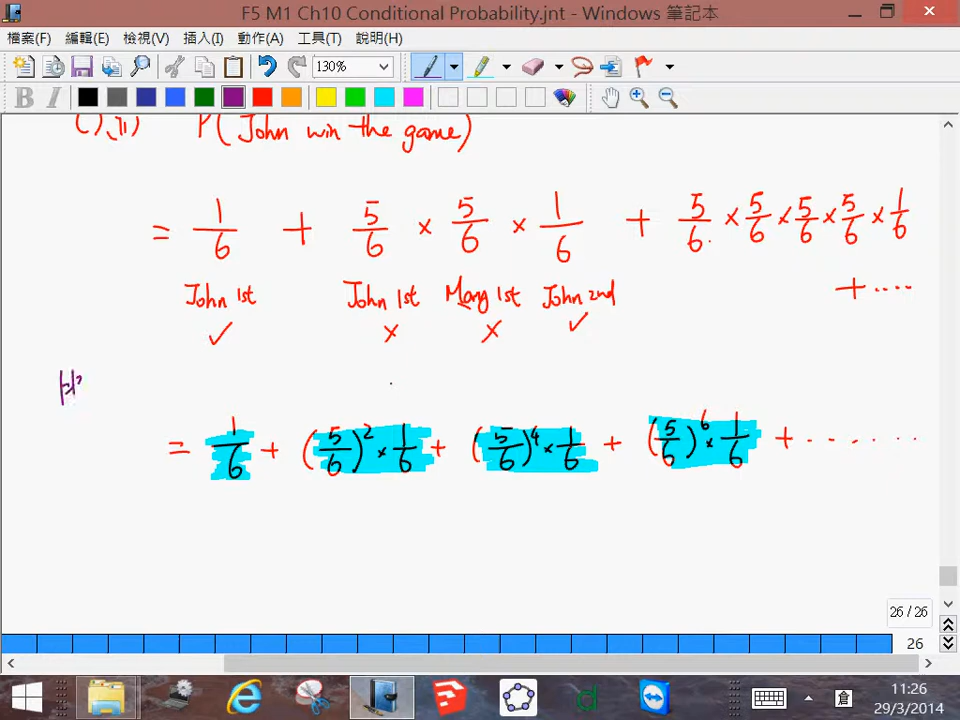 F5 M1 Ch10 Conditional Probability.jnt - Windows 筆記本
檔案(F) 編輯(E) 檢視(V) 插入(I) 動作(A) 工具(T) 說明(H)
130%
B I
P(John win the game)
= 1/6 + 5/6 × 5/6 × 1/6 + 5/6 × 5/6 × 5/6 × 5/6 × 1/6
John 1st John 1st Mary 1st John 2nd + ....
✓ × × ✓
= 1/6 + (5/6)^2 × 1/6 + (5/6)^4 × 1/6 + (5/6)^6 × 1/6 + .......
26 / 26
26
倉 11:26
29/3/2014